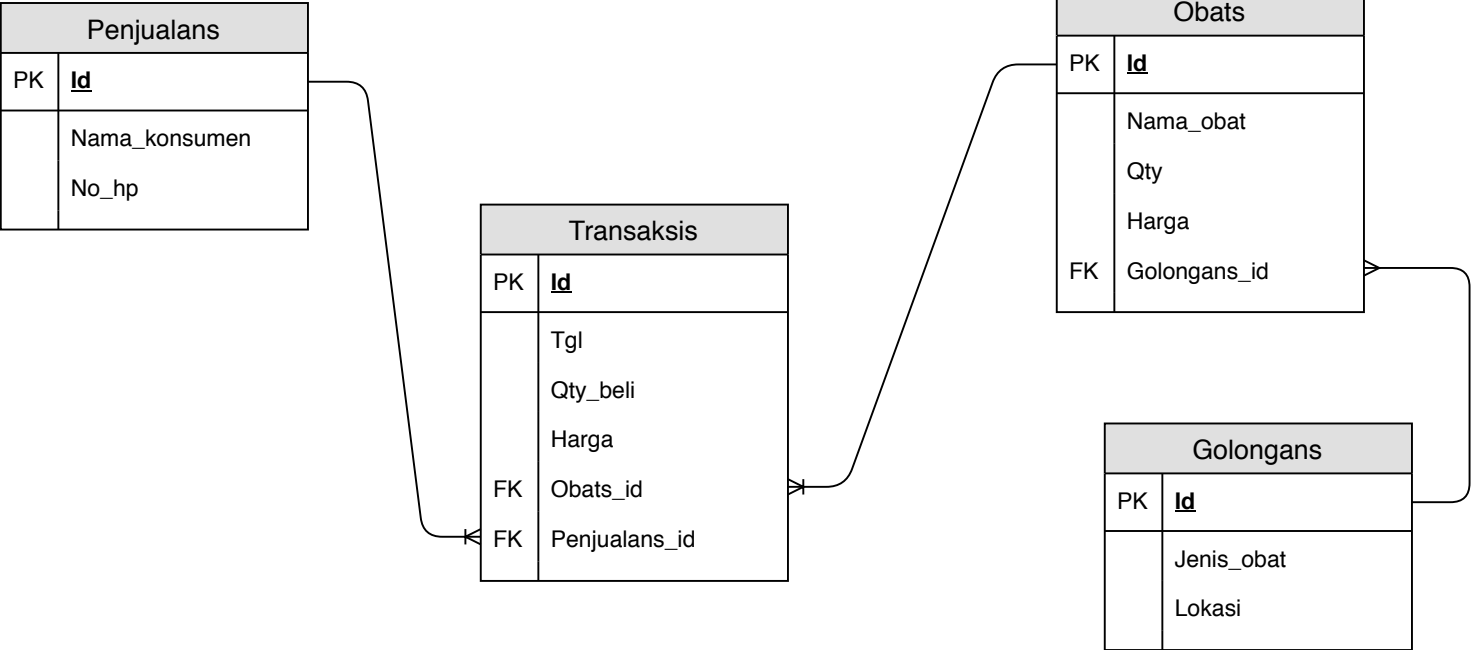 Penjualans
PK Id
Nama_konsumen
No_hp
Transaksis
PK Id
Tgl
Qty_beli
Harga
FK Obats_id
FK Penjualans_id
Obats
PK Id
Nama_obat
Qty
Harga
FK Golongans_id
Golongans
PK Id
Jenis_obat
Lokasi